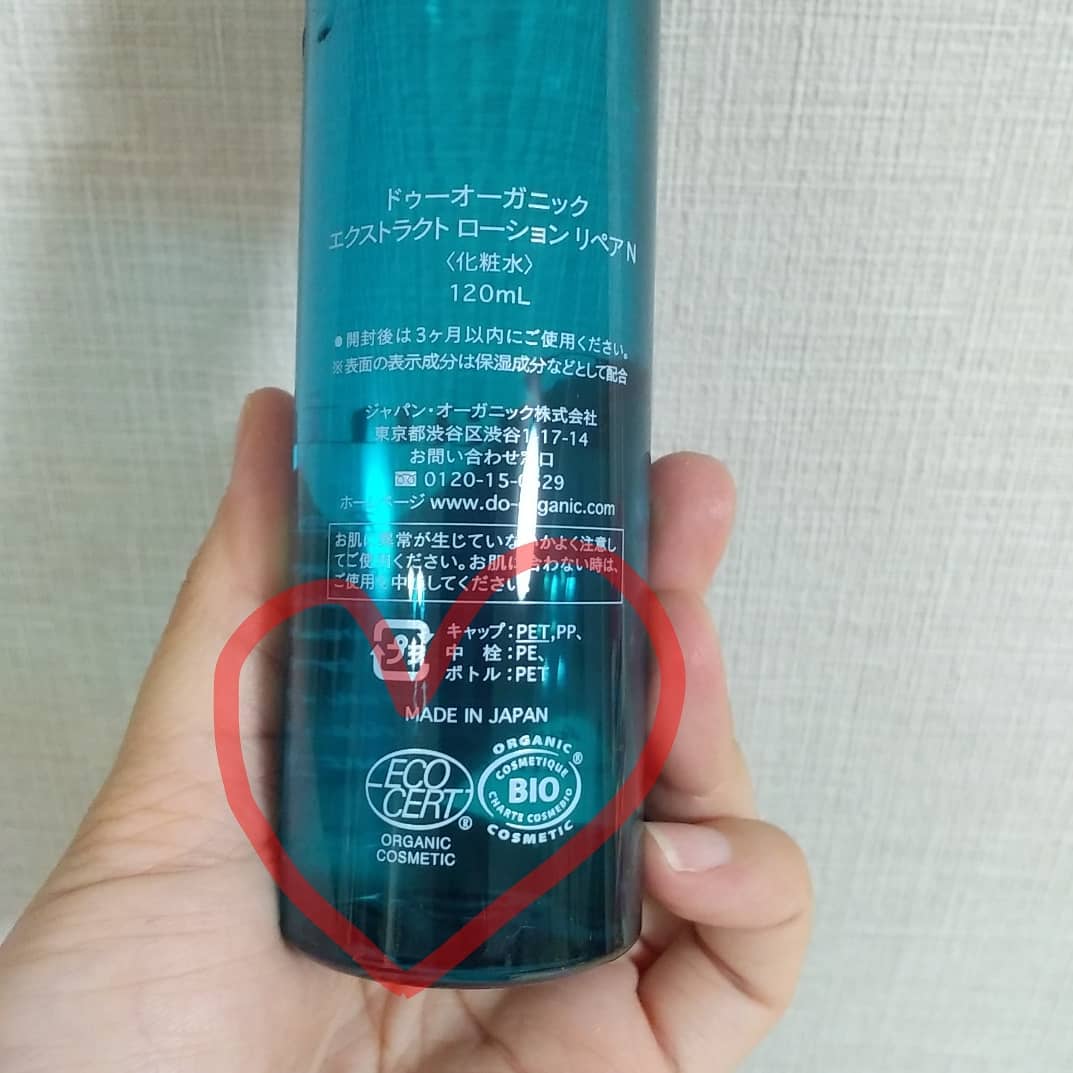 ドゥーオーガニック
エクストラクト ローション リペア N
〈化粧水〉
120mL
●開封後は3ヶ月以内にご使用ください。
※表面の表示成分は保湿成分などとして配合
ジャパン・オーガニック株式会社
東京都渋谷区渋谷1-17-14
お問い合わせ窓口
0120-15-0529
ホームページ www.do-organic.com
お肌に異常が生じていないかよく注意し
てご使用ください。お肌に合わない時は、
ご使用を中止してください。
プラ
キャップ:PET,PP、
中 栓:PE、
ボトル:PET
MADE IN JAPAN
ECO
CERT®
ORGANIC
COSMETIC
ORGANIC®
COSMETIQUE
BIO
CHARTE COSMEBIO
COSMETIC